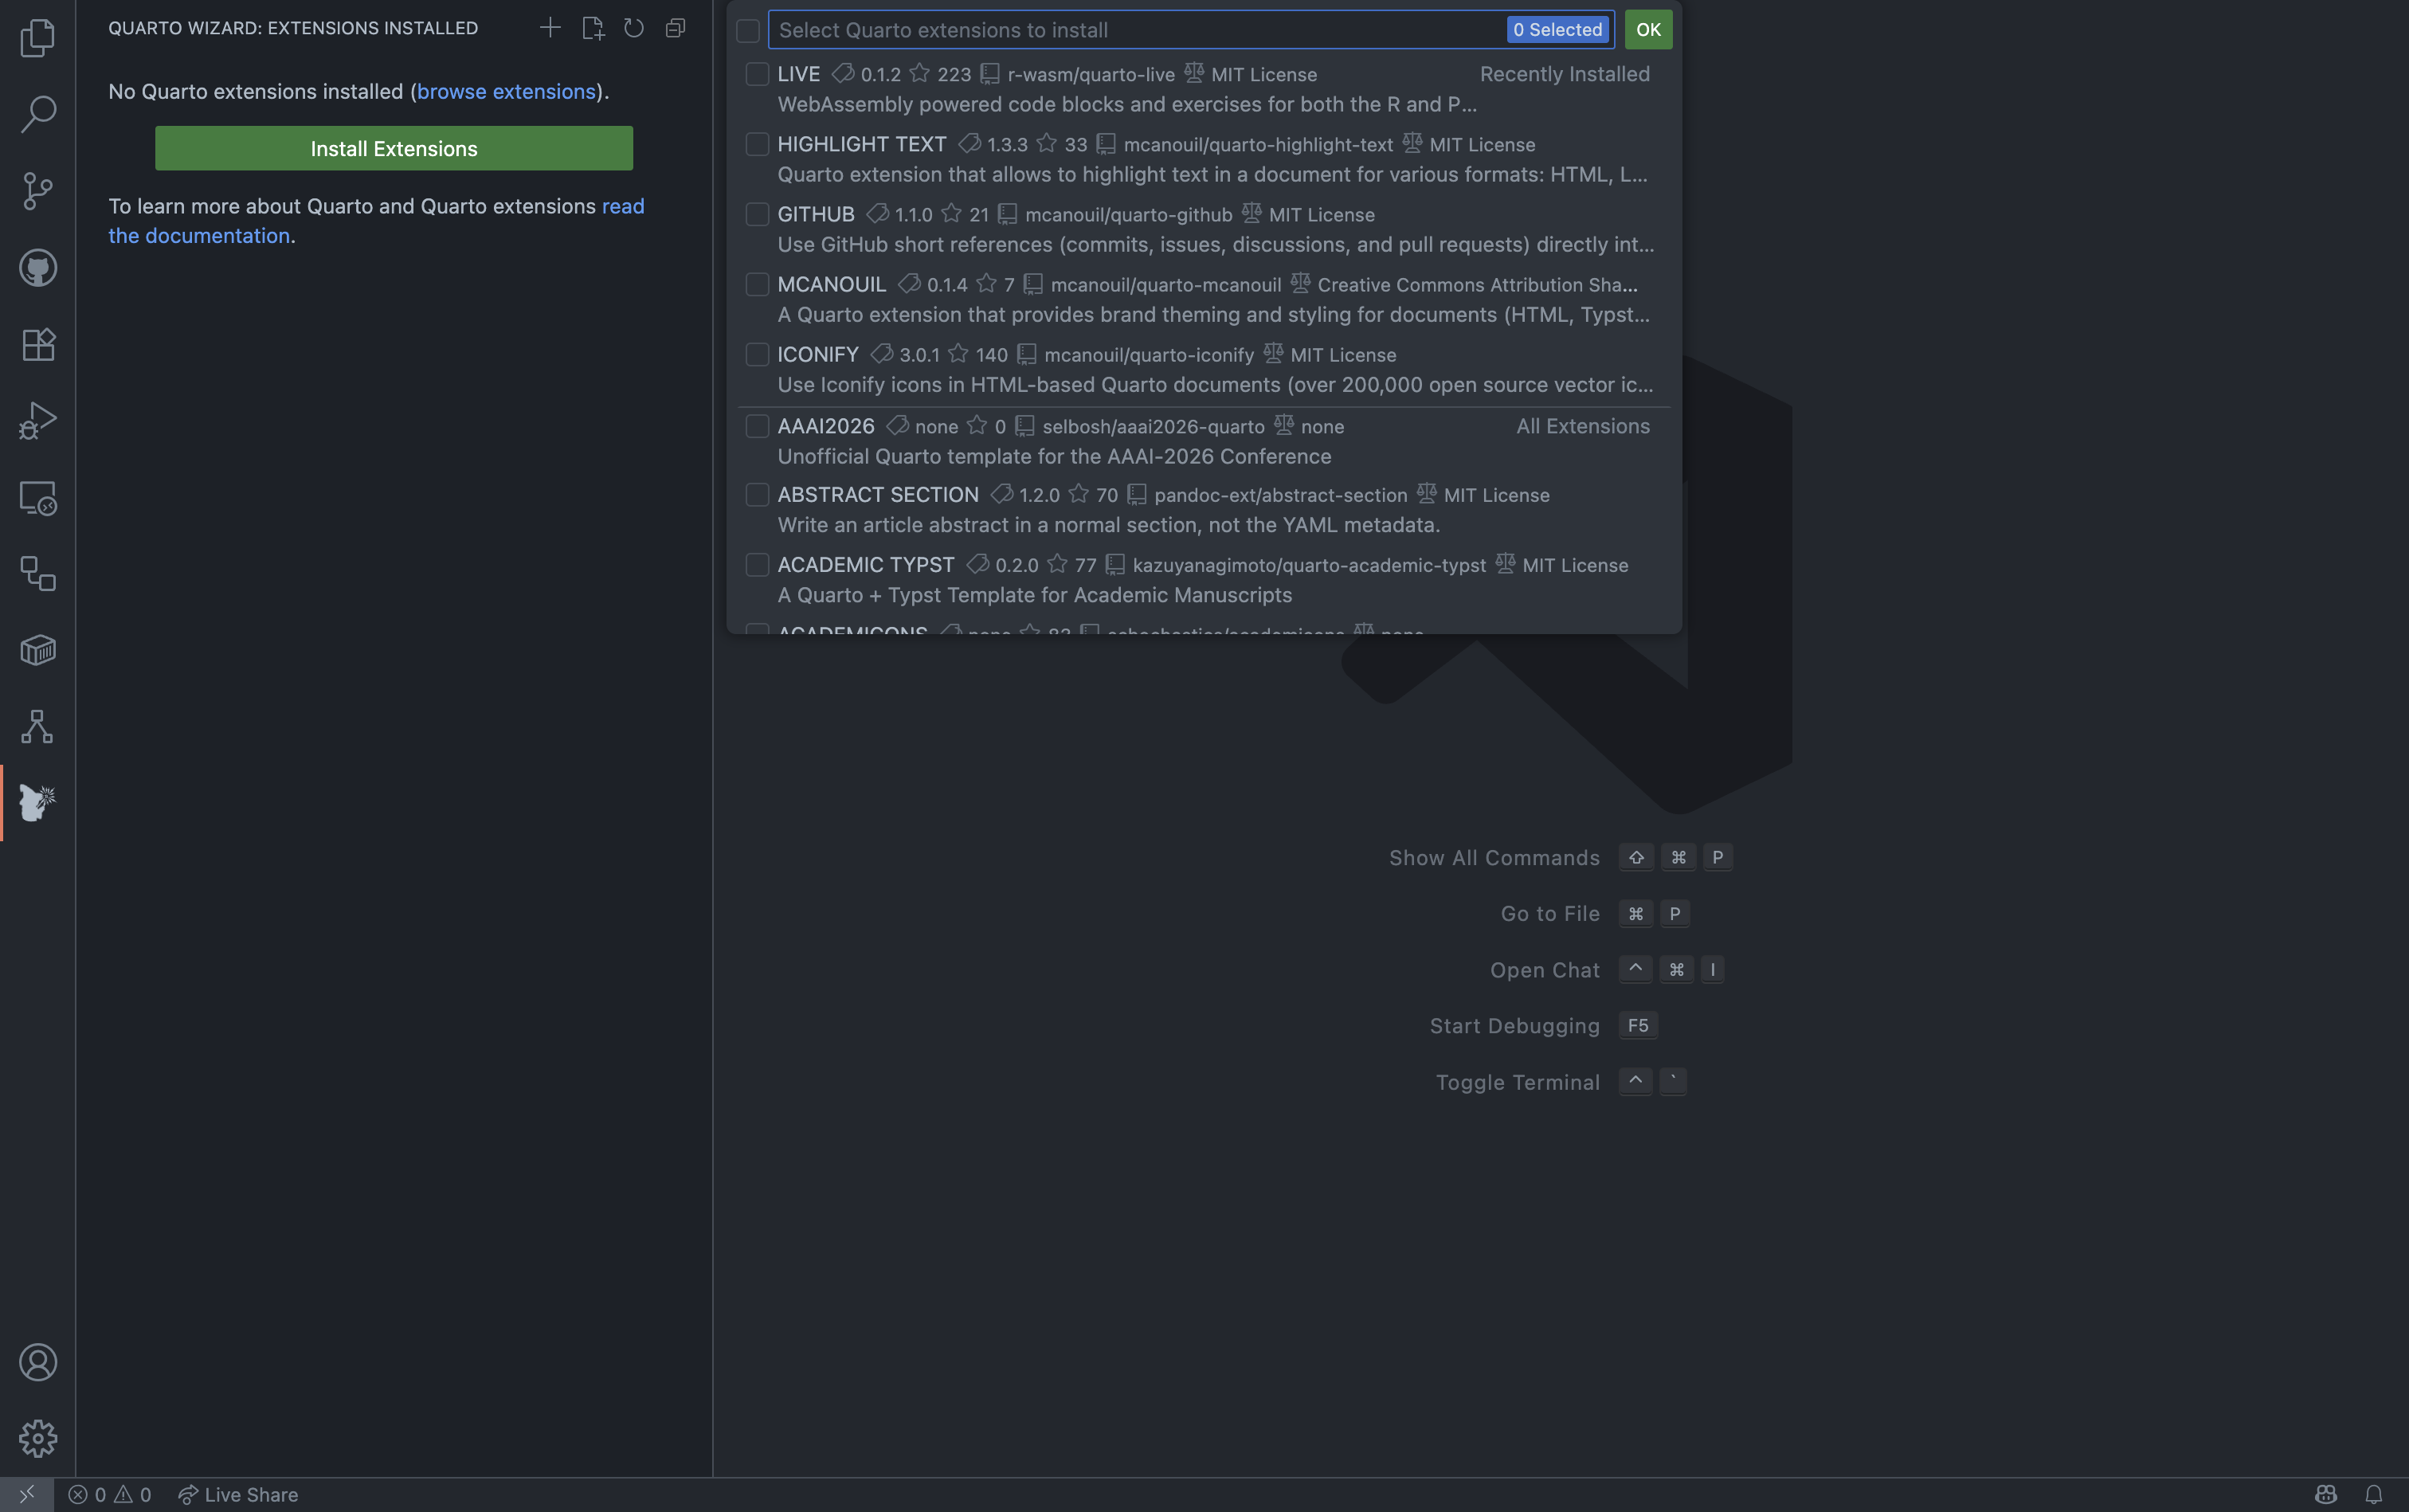 QUARTO WIZARD: EXTENSIONS INSTALLED
No Quarto extensions installed (browse extensions).
Install Extensions
To learn more about Quarto and Quarto extensions read
the documentation.
Select Quarto extensions to install
0 Selected
OK
LIVE 0.1.2 223 r-wasm/quarto-live MIT License Recently Installed
WebAssembly powered code blocks and exercises for both the R and P...
HIGHLIGHT TEXT 1.3.3 33 mcanouil/quarto-highlight-text MIT License
Quarto extension that allows to highlight text in a document for various formats: HTML, L...
GITHUB 1.1.0 21 mcanouil/quarto-github MIT License
Use GitHub short references (commits, issues, discussions, and pull requests) directly int...
MCANOUIL 0.1.4 7 mcanouil/quarto-mcanouil Creative Commons Attribution Sha...
A Quarto extension that provides brand theming and styling for documents (HTML, Typst...
ICONIFY 3.0.1 140 mcanouil/quarto-iconify MIT License
Use Iconify icons in HTML-based Quarto documents (over 200,000 open source vector ic...
AAAI2026 none 0 selbosh/aaai2026-quarto none All Extensions
Unofficial Quarto template for the AAAI-2026 Conference
ABSTRACT SECTION 1.2.0 70 pandoc-ext/abstract-section MIT License
Write an article abstract in a normal section, not the YAML metadata.
ACADEMIC TYPST 0.2.0 77 kazuyanagimoto/quarto-academic-typst MIT License
A Quarto + Typst Template for Academic Manuscripts
ACADEMICONS none
Show All Commands ⇧ ⌘ P
Go to File ⌘ P
Open Chat ^ ⌘ I
Start Debugging F5
Toggle Terminal ^ `
0 0 Live Share